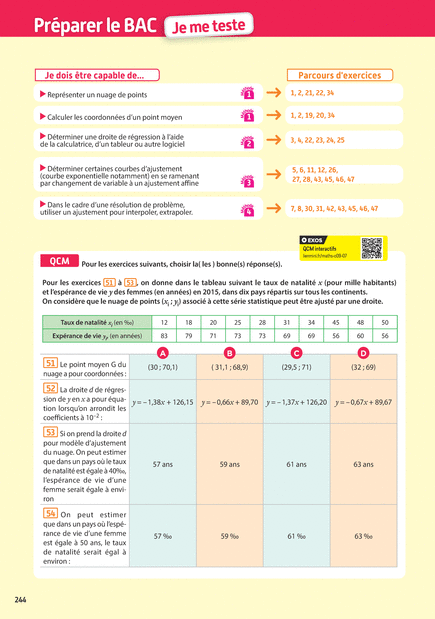 Préparer le BAC Je me teste
Je dois être capable de...
Parcours d'exercices
Représenter un nuage de points
1
1, 2, 21, 22, 34
Calculer les coordonnées d'un point moyen
1
1, 2, 19, 20, 34
Déterminer une droite de régression à l'aide
de la calculatrice, d'un tableau ou autre logiciel
2
3, 4, 22, 23, 24, 25
Déterminer certaines courbes d'ajustement
(courbe exponentielle notamment) en se ramenant
par changement de variable à un ajustement affine
3
5, 6, 11, 12, 26,
27, 28, 43, 45, 46, 47
Dans le cadre d'une résolution de problème,
utiliser un ajustement pour interpoler, extrapoler.
4
7, 8, 30, 31, 42, 43, 45, 46, 47
EXOS
QCM interactifs
QCM
Pour les exercices suivants, choisir la( les ) bonne(s) réponse(s).
Pour les exercices 51 à 53, on donne dans le tableau suivant le taux de natalité x (pour mille habitants)
et l'espérance de vie y des femmes (en années) en 2015, dans dix pays répartis sur tous les continents.
On considère que le nuage de points (xi ; yi) associé à cette série statistique peut être ajusté par une droite.
Taux de natalité xi (en ‰) 12 18 20 25 28 31 34 45 48 50
Espérance de vie yi (en années) 83 79 71 73 73 69 69 56 60 56
A B C D
51 Le point moyen G du
nuage a pour coordonnées :
(30 ; 70,1)
( 31,1 ; 68,9)
(29,5 ; 71)
(32 ; 69)
52 La droite d de régres-
sion de y en x a pour équa-
tion lorsqu'on arrondit les
coefficients à 10⁻² :
y = −1,38x + 126,15
y = −0,66x + 89,70
y = −1,37x + 126,20
y = −0,67x + 89,67
53 Si on prend la droite d
pour modèle d'ajustement
du nuage. On peut estimer
que dans un pays où le taux
de natalité est égale à 40‰,
l'espérance de vie d'une
femme serait égale à envi-
ron
57 ans
59 ans
61 ans
63 ans
54 On peut estimer
que dans un pays où l'espé-
rance de vie d'une femme
est égale à 50 ans, le taux
de natalité serait égal à
environ :
57 ‰
59 ‰
61 ‰
63 ‰
244